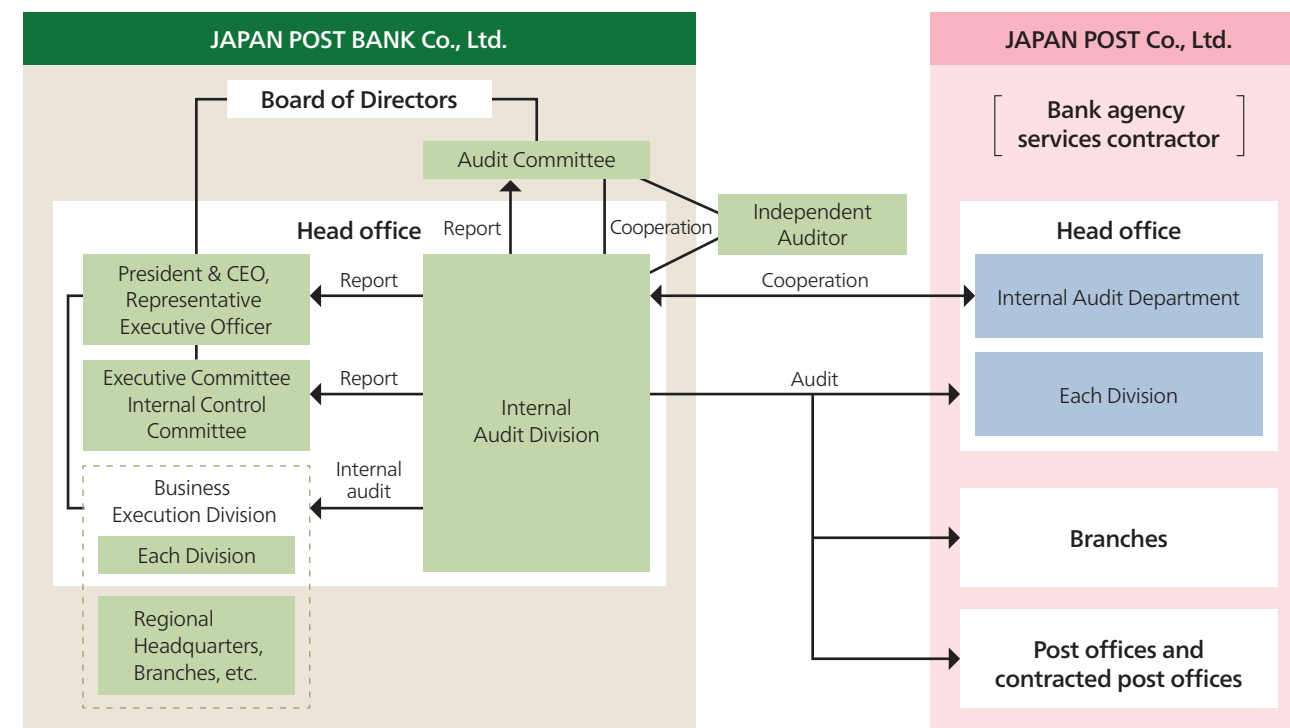 JAPAN POST BANK Co., Ltd.
Board of Directors
Audit Committee
Independent
Auditor
Head office
Report
Cooperation
President & CEO,
Representative
Executive Officer
Report
Executive Committee
Internal Control
Committee
Report
Internal
Audit Division
Business
Execution Division
Internal
audit
Each Division
Regional
Headquarters,
Branches, etc.
Cooperation
Audit
JAPAN POST Co., Ltd.
Bank agency
services contractor
Head office
Internal Audit Department
Each Division
Branches
Post offices and
contracted post offices